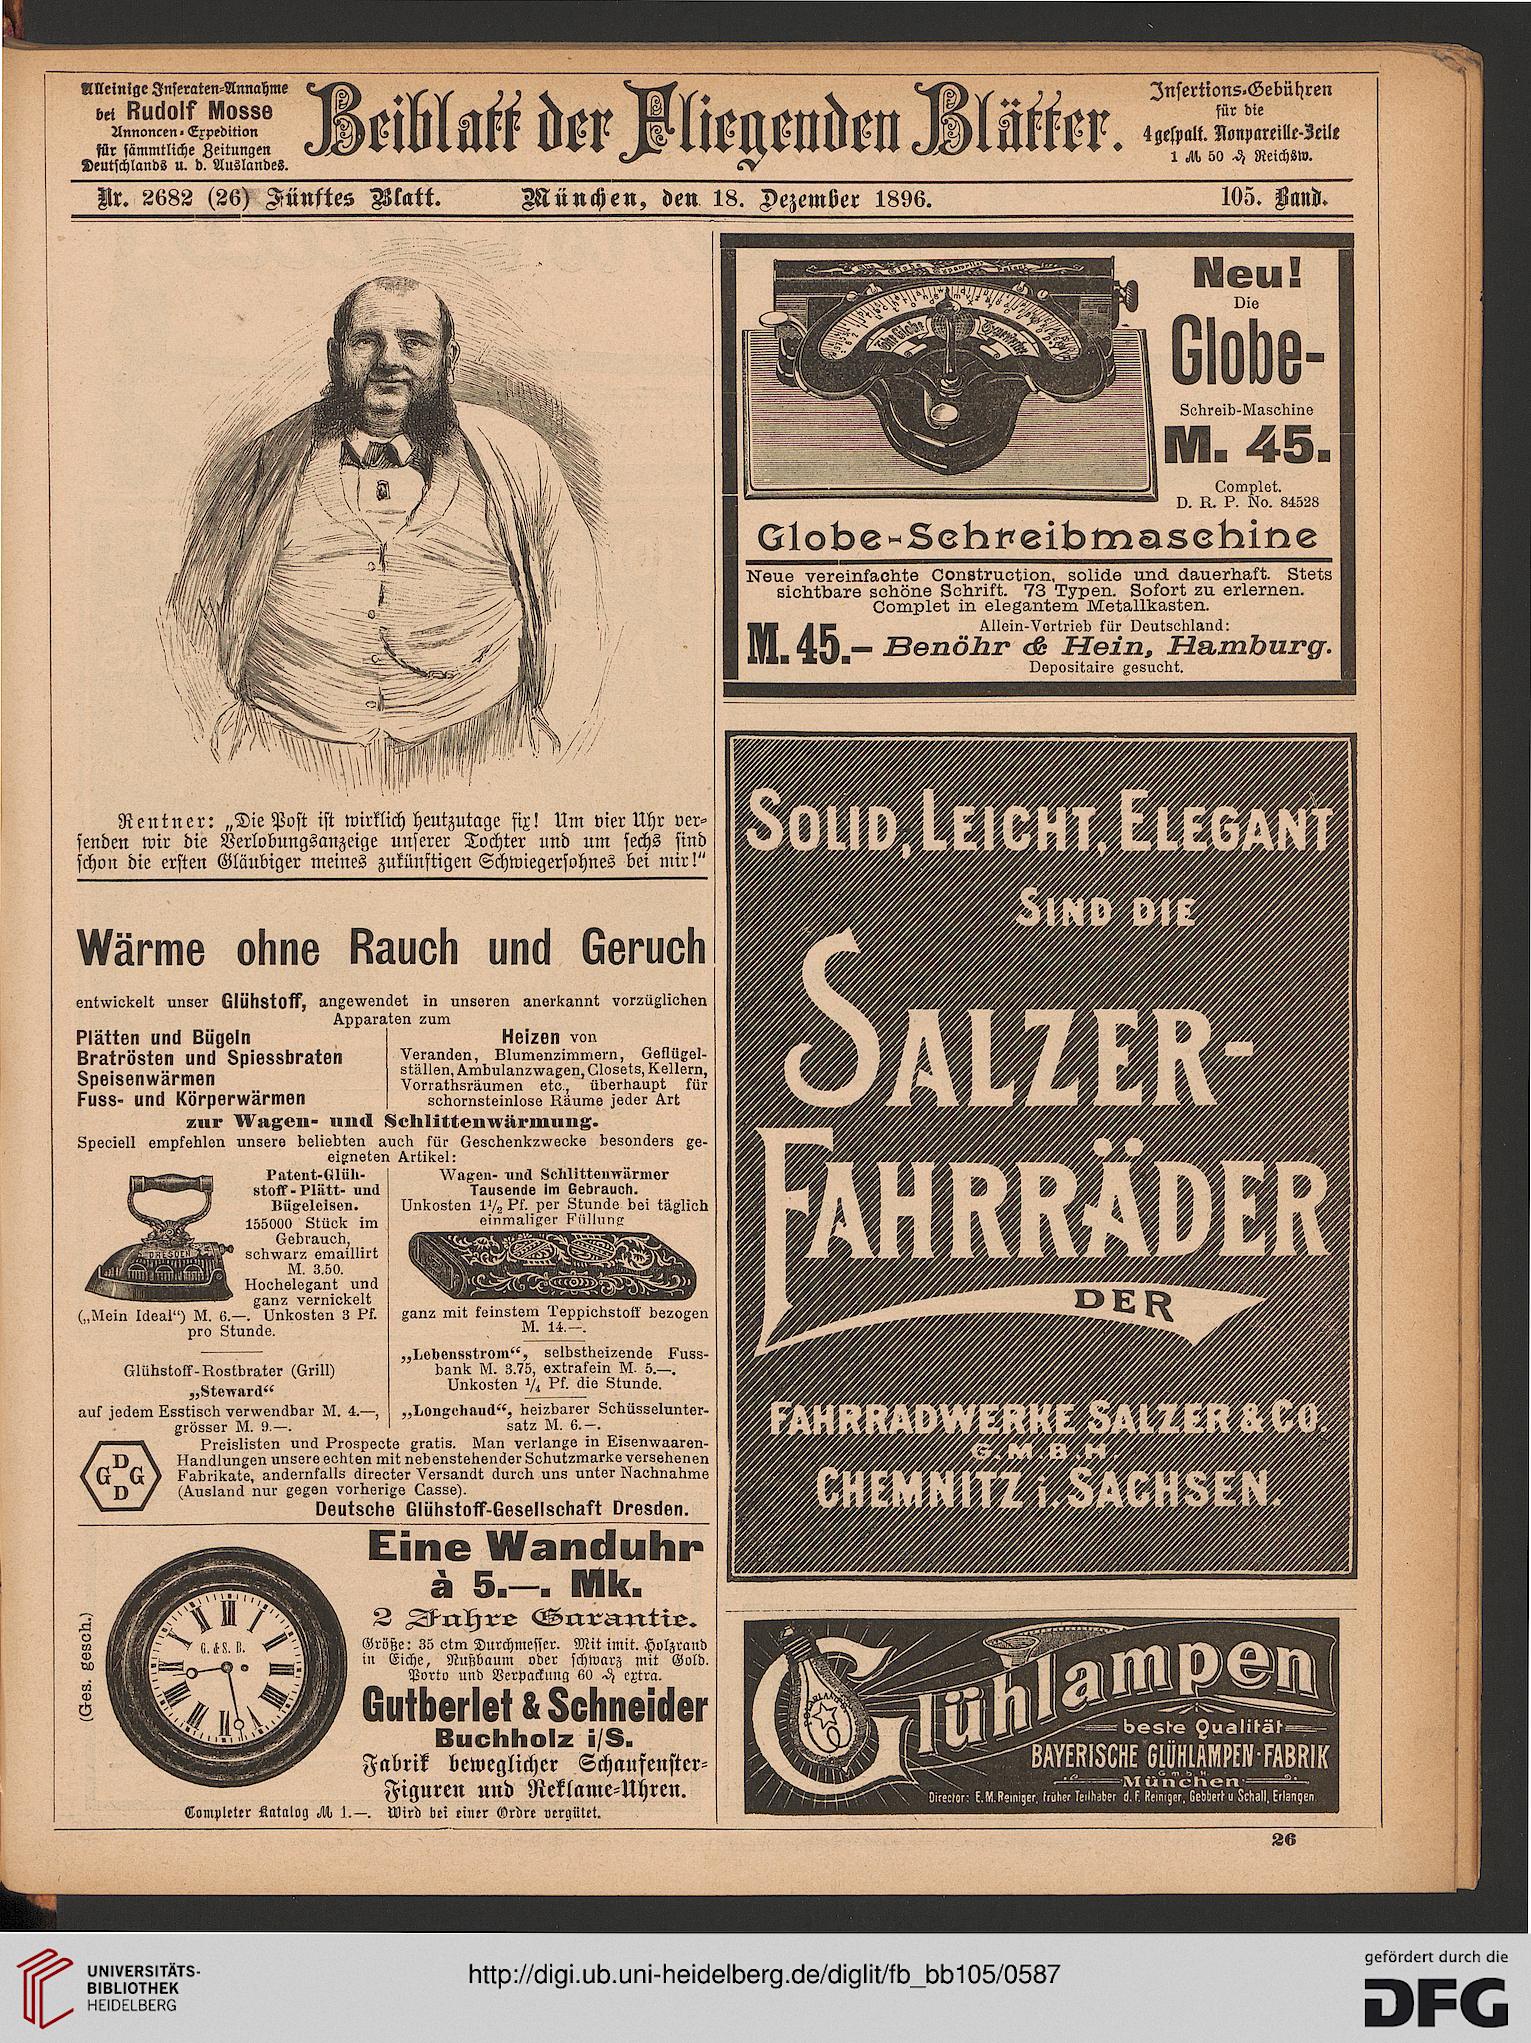 Alleinige Inseraten-Annahme
bei Rudolf Mosse
Annoncen-Expedition
für sämmtliche Zeitungen
Deutschlands u. d. Auslandes.
Beiblatt der Fliegenden Blätter.
Insertions-Gebühren
für die
4 gespalt. Nonpareille-Zeile
1 ℳ 50 ₰ Reichsw.
Nr. 2682 (26) Fünftes Blatt. München, den 18. Dezember 1896. 105. Band.
Rentner: „Die Post ist wirklich heutzutage fix! Um vier Uhr ver-
senden wir die Verlobungsanzeige unserer Tochter und um sechs sind
schon die ersten Gläubiger meines zukünftigen Schwiegersohnes bei mir!"
Wärme ohne Rauch und Geruch
entwickelt unser Glühstoff, angewendet in unseren anerkannt vorzüglichen
Apparaten zum
Plätten und Bügeln
Bratrösten und Spiessbraten
Speisenwärmen
Fuss- und Körperwärmen
Heizen von
Veranden, Blumenzimmern, Geflügel-
ställen, Ambulanzwagen, Closets, Kellern,
Vorrathsräumen etc., überhaupt für
schornsteinlose Räume jeder Art
zur Wagen- und Schlittenwärmung.
Speciell empfehlen unsere beliebten auch für Geschenkzwecke besonders ge-
eigneten Artikel:
Patent-Glüh-
stoff-Plätt- und
Bügeleisen.
155000 Stück im
Gebrauch,
schwarz emaillirt
M. 3.50.
Hochelegant und
ganz vernickelt
(„Mein Ideal“) M. 6.—. Unkosten 3 Pf.
pro Stunde.
DRESDEN
Glühstoff-Rostbrater (Grill)
„Steward“
auf jedem Esstisch verwendbar M. 4.—,
grösser M. 9.—.
Wagen- und Schlittenwärmer
Tausende im Gebrauch.
Unkosten 1½ Pf. per Stunde bei täglich
einmaliger Füllung
ganz mit feinstem Teppichstoff bezogen
M. 14.—.
„Lebensstrom“, selbstheizende Fuss-
bank M. 3.75, extrafein M. 5.—.
Unkosten ¼ Pf. die Stunde.
„Longchaud“, heizbarer Schüsselunter-
satz M. 6.—.
D
G G
D
Preislisten und Prospecte gratis. Man verlange in Eisenwaaren-
Handlungen unsere echten mit nebenstehender Schutzmarke versehenen
Fabrikate, andernfalls directer Versandt durch uns unter Nachnahme
(Ausland nur gegen vorherige Casse).
Deutsche Glühstoff-Gesellschaft Dresden.
(Ges. gesch.)
G. & S. B.
Eine Wanduhr
à 5.—. Mk.
2 Jahre Garantie.
Größe: 35 ctm Durchmesser. Mit imit. Holzrand
in Eiche, Nußbaum oder schwarz mit Gold.
Porto und Verpackung 60 ₰ extra.
Gutberlet & Schneider
Buchholz i/S.
Fabrik beweglicher Schaufenster-
Figuren und Reklame-Uhren.
Completer Katalog ℳ 1.—. Wird bei einer Ordre vergütet.
Neu!
Die
Globe-
Schreib-Maschine
M. 45.
Complet.
D. R. P. No. 84528
Globe-Schreibmaschine
Neue vereinfachte Construction, solide und dauerhaft. Stets
sichtbare schöne Schrift. 73 Typen. Sofort zu erlernen.
Complet in elegantem Metallkasten.
Allein-Vertrieb für Deutschland:
M. 45.— Benöhr & Hein, Hamburg.
Depositaire gesucht.
SOLID, LEICHT, ELEGANT
SIND DIE
SALZER-
FAHRRÄDER
DER
FAHRRADWERKE SALZER & CO.
G.M.B.H.
CHEMNITZ i. SACHSEN.
Glühlampen
beste Qualität
BAYERISCHE GLÜHLAMPEN-FABRIK
G.m.b.H.
München
Director: E.M. Reiniger, früher Teilhaber d. F. Reiniger, Gebbert u Schall, Erlangen
26
UNIVERSITÄTS-
BIBLIOTHEK
HEIDELBERG
http://digi.ub.uni-heidelberg.de/diglit/fb_bb105/0587
gefördert durch die
DFG